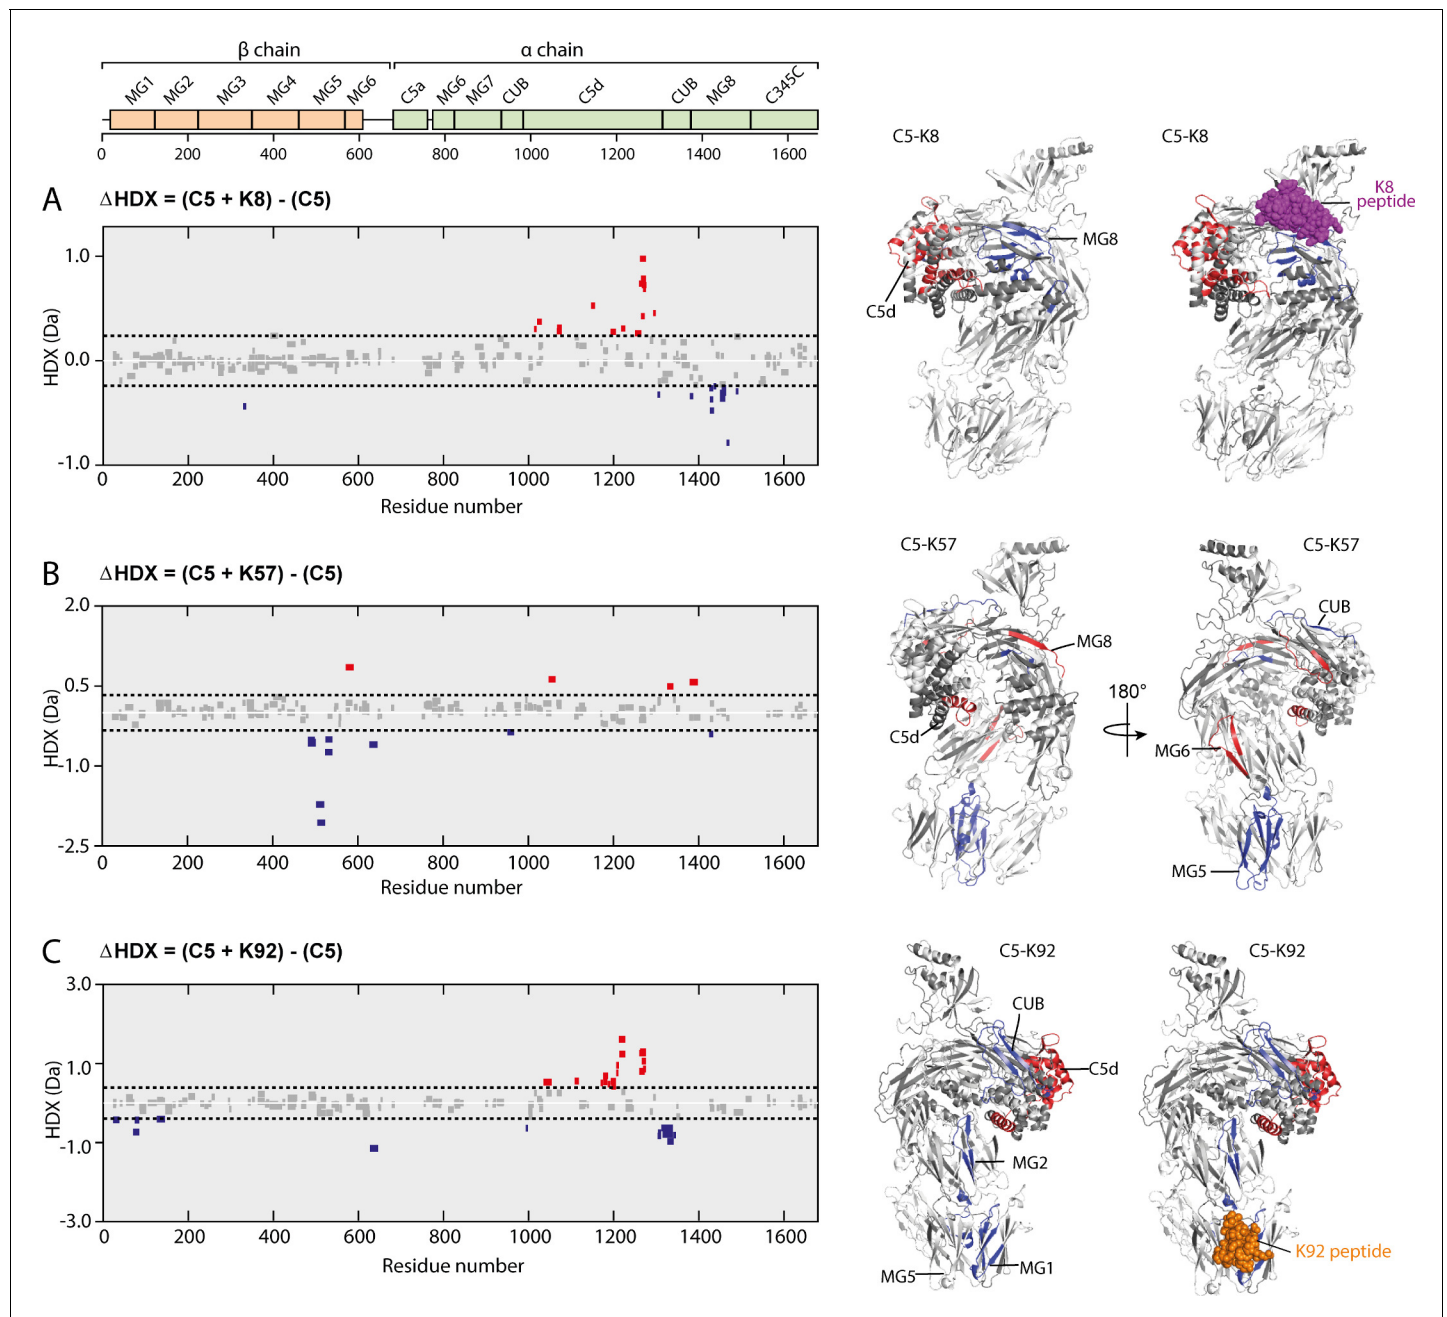 β chain
α chain
MG1 MG2 MG3 MG4 MG5 MG6 C5a MG6 MG7 CUB C5d CUB MG8 C345C
0 200 400 600 800 1000 1200 1400 1600
A ΔHDX = (C5 + K8) - (C5)
HDX (Da)
1.0
0.0
-1.0
0 200 400 600 800 1000 1200 1400 1600
Residue number
C5-K8
MG8
C5d
C5-K8
K8
peptide
B ΔHDX = (C5 + K57) - (C5)
HDX (Da)
2.0
0.5
-1.0
-2.5
0 200 400 600 800 1000 1200 1400 1600
Residue number
C5-K57
MG8
C5d
180°
C5-K57
CUB
MG6
MG5
C ΔHDX = (C5 + K92) - (C5)
HDX (Da)
3.0
1.0
-1.0
-3.0
0 200 400 600 800 1000 1200 1400 1600
Residue number
C5-K92
CUB
C5d
MG2
MG5
MG1
C5-K92
K92 peptide